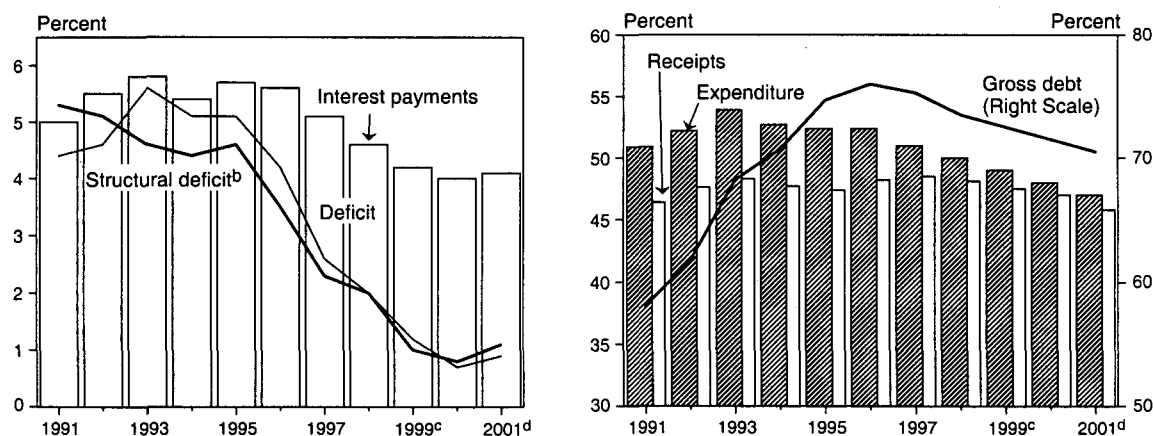 Percent
6
5
4
3
2
1
0
Interest payments
Structural deficitᵇ
Deficit
1991 1993 1995 1997 1999ᶜ 2001ᵈ
Percent Percent
60 80
55
50 70
45
40 60
35
30 50
Receipts
Expenditure
Gross debt
(Right Scale)
1991 1993 1995 1997 1999ᶜ 2001ᵈ